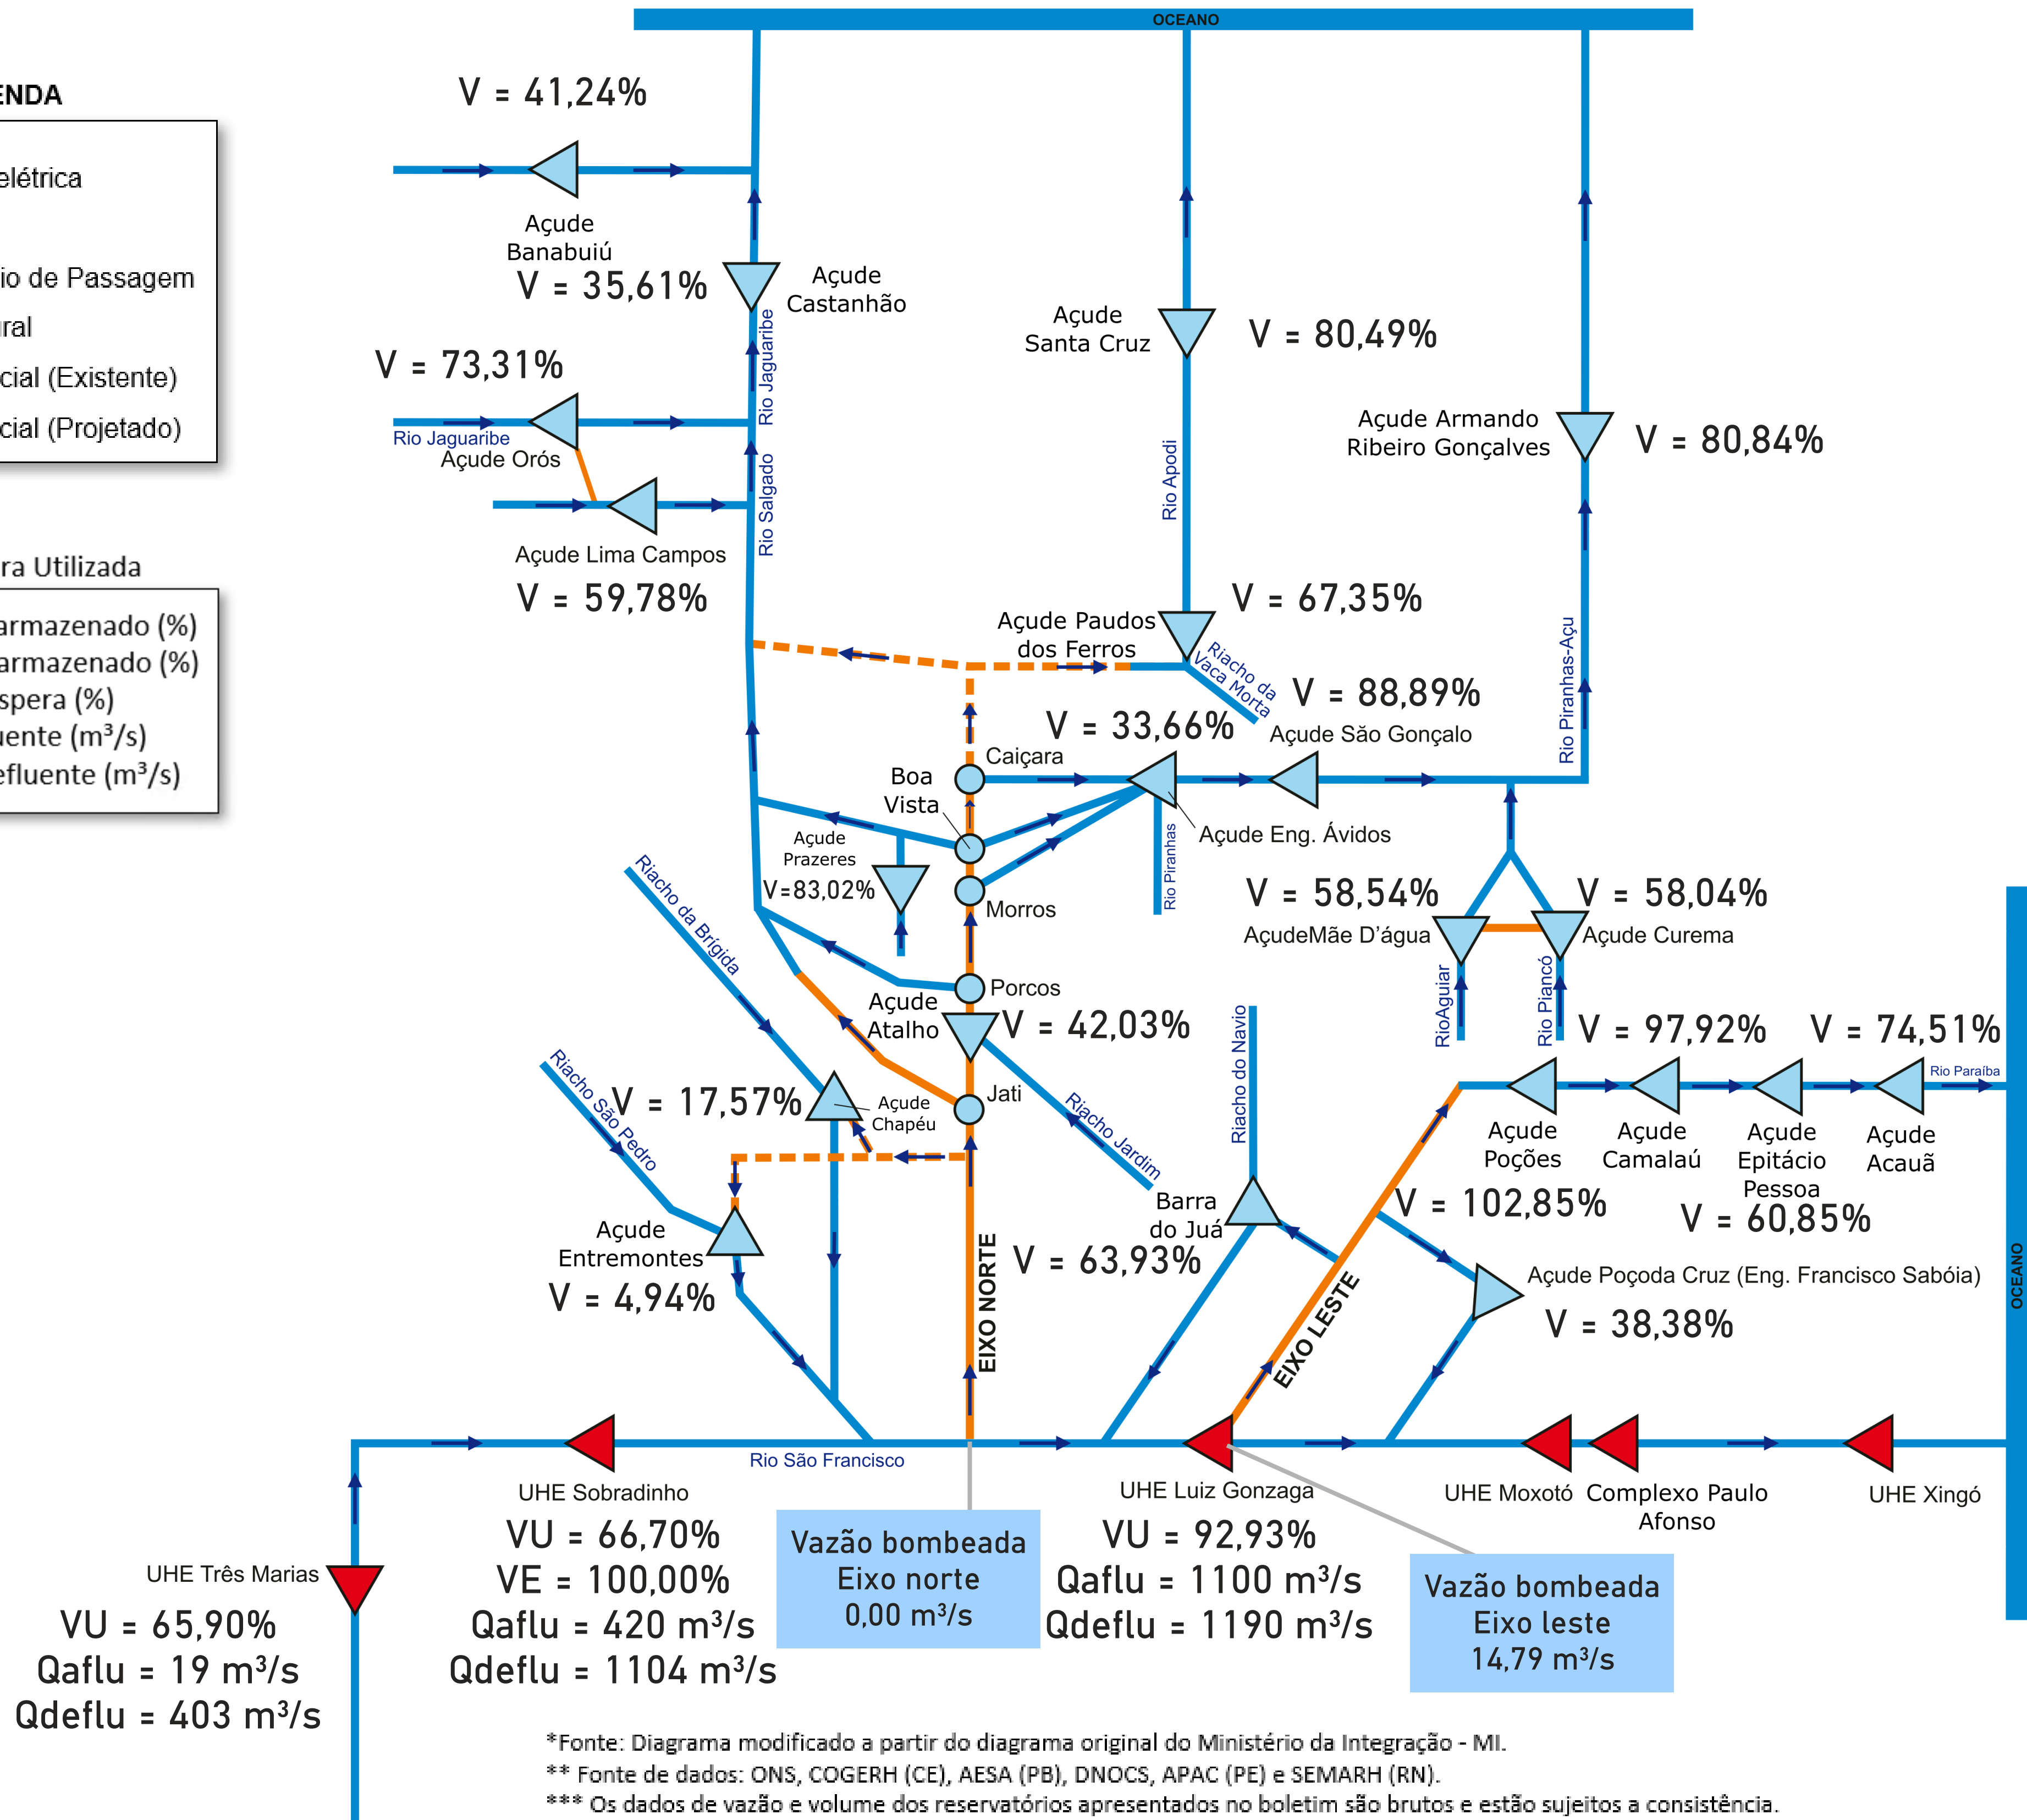 OCEANO
ENDA
elétrica
io de Passagem
ural
cial (Existente)
cial (Projetado)
ra Utilizada
armazenado (%)
armazenado (%)
spera (%)
uente (m³/s)
efluente (m³/s)
V = 41,24%
Açude
Banabuiú
V = 35,61%
Açude
Castanhão
Rio Jaguaribe
V = 73,31%
Rio Jaguaribe
Açude Orós
Rio Salgado
Açude Lima Campos
V = 59,78%
Açude
Santa Cruz
V = 80,49%
Rio Apodi
Açude Armando
Ribeiro Gonçalves
V = 80,84%
Açude Paudos
dos Ferros
V = 67,35%
Riacho da
Vaca Morta
Rio Piranhas-Açu
V = 88,89%
Açude São Gonçalo
V = 33,66%
Caiçara
Boa
Vista
Açude Eng. Ávidos
Rio Piranhas
Açude
Prazeres
V=83,02%
Morros
Riacho da Brígida
Porcos
Açude
Atalho
V = 42,03%
V = 58,54%
AçudeMãe D'água
V = 58,04%
Açude Curema
RioAguiar
Rio Piancó
Riacho São Pedro
V = 17,57%
Açude
Chapéu
Jati
Riacho Jardim
Riacho do Navio
V = 97,92%
V = 74,51%
Rio Paraíba
Açude
Poções
Açude
Camalaú
Açude
Epitácio
Pessoa
Açude
Acauã
V = 102,85%
V = 60,85%
Açude
Entremontes
V = 4,94%
EIXO NORTE
Barra
do Juá
V = 63,93%
EIXO LESTE
Açude Poçoda Cruz (Eng. Francisco Sabóia)
V = 38,38%
OCEANO
Rio São Francisco
UHE Sobradinho
VU = 66,70%
VE = 100,00%
Qaflu = 420 m³/s
Qdeflu = 1104 m³/s
Vazão bombeada
Eixo norte
0,00 m³/s
UHE Luiz Gonzaga
VU = 92,93%
Qaflu = 1100 m³/s
Qdeflu = 1190 m³/s
Vazão bombeada
Eixo leste
14,79 m³/s
UHE Moxotó
Complexo Paulo
Afonso
UHE Xingó
UHE Três Marias
VU = 65,90%
Qaflu = 19 m³/s
Qdeflu = 403 m³/s
*Fonte: Diagrama modificado a partir do diagrama original do Ministério da Integração - MI.
** Fonte de dados: ONS, COGERH (CE), AESA (PB), DNOCS, APAC (PE) e SEMARH (RN).
*** Os dados de vazão e volume dos reservatórios apresentados no boletim são brutos e estão sujeitos a consistência.